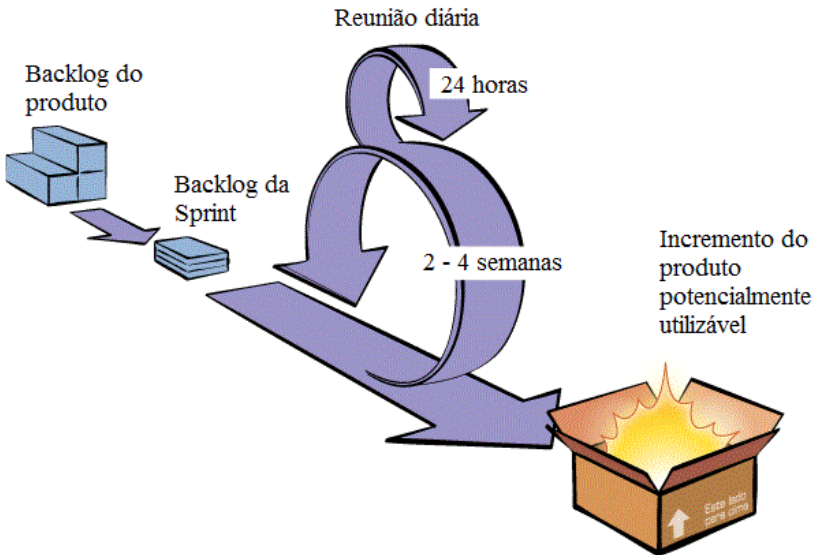 Reunião diária
24 horas
Backlog do
produto
Backlog da
Sprint
2 - 4 semanas
Incremento do
produto
potencialmente
utilizável
Este lado
para cima